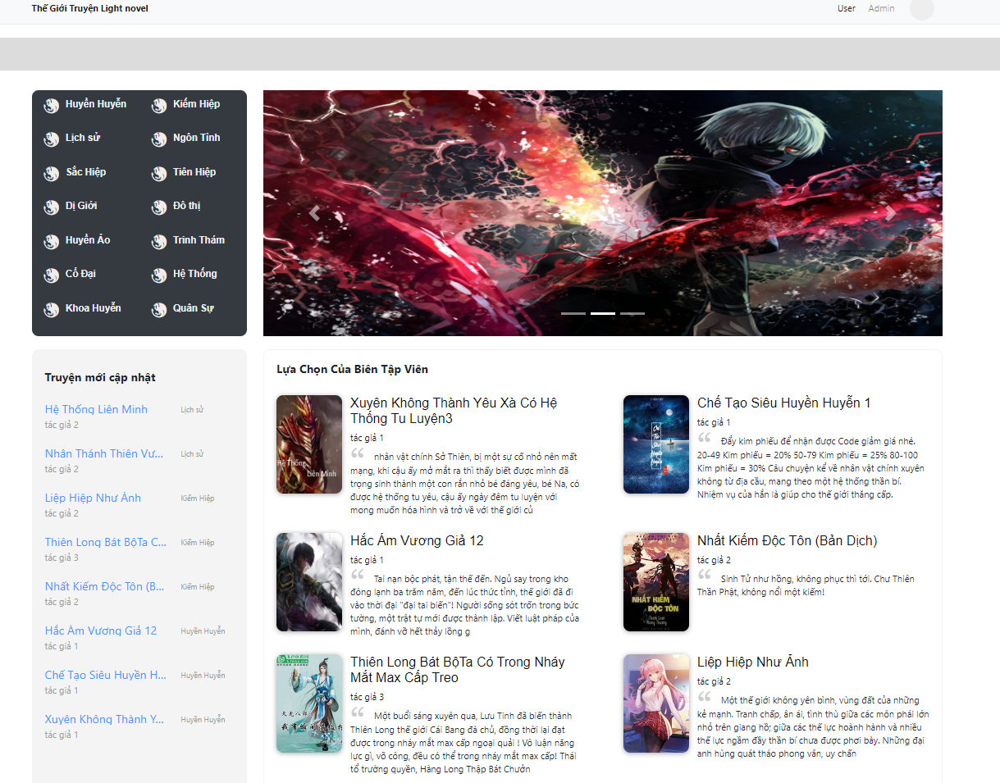 Thế Giới Truyện Light novel
User Admin
Huyền Huyễn Kiếm Hiệp
Lịch sử Ngôn Tình
Sắc Hiệp Tiên Hiệp
Dị Giới Đô thị
Huyền Ảo Trinh Thám
Cổ Đại Hệ Thống
Khoa Huyễn Quân Sự
Truyện mới cập nhật
Hệ Thống Liên Minh Lịch sử
tác giả 2
Nhân Thánh Thiên Vư... Lịch sử
tác giả 2
Liệp Hiệp Như Ảnh Kiếm Hiệp
tác giả 2
Thiên Long Bát BộTa C... Kiếm Hiệp
tác giả 3
Nhất Kiếm Độc Tôn (B... Kiếm Hiệp
tác giả 2
Hắc Ám Vương Giả 12 Huyền Huyễn
tác giả 1
Chế Tạo Siêu Huyền H... Huyền Huyễn
tác giả 1
Xuyên Không Thành Y... Huyền Huyễn
tác giả 1
Lựa Chọn Của Biên Tập Viên
Hệ Thống
Liên Minh
Xuyên Không Thành Yêu Xà Có Hệ
Thống Tu Luyện3
tác giả 1
“ nhân vật chính Sở Thiên, bị một sự cố nhỏ nên mất
mạng, khi cậu ấy mở mắt ra thì thấy biết được mình đã
trọng sinh thành một con rắn nhỏ bé đáng yêu, bé Na, có
được hệ thống tu yêu, cậu ấy ngày đêm tu luyện với
mong muốn hóa hình và trở về với thế giới củ
Chế Tạo Siêu Huyền Huyễn
Chế Tạo Siêu Huyền Huyễn 1
tác giả 1
“ Đẩy kim phiếu để nhận được Code giảm giá nhé.
20-49 Kim phiếu = 20% 50-79 Kim phiếu = 25% 80-100
Kim phiếu = 30% Câu chuyện kể về nhân vật chính xuyên
không từ địa cầu, mang theo một hệ thống thần bí.
Nhiệm vụ của hắn là giúp cho thế giới thăng cấp.
Hắc Ám Vương Giả 12
tác giả 1
“ Tai nạn bộc phát, tận thế đến. Ngủ say trong kho
đông lạnh ba trăm năm, đến lúc thức tỉnh, thế giới đã đi
vào thời đại "đại tai biến"! Người sống sót trốn trong bức
tường, một trật tự mới được thành lập. Viết luật pháp của
mình, đánh vỡ hết thảy lồng g
NHẤT KIẾM
ĐỘC TÔN
Nhất Kiếm Độc Tôn (Bản Dịch)
tác giả 2
“ Sinh Tử như hồng, không phục thì tới. Chư Thiên
Thần Phật, không nổi một kiếm!
天龙八部
Thiên Long Bát BộTa Có Trong Nháy
Mắt Max Cấp Treo
tác giả 3
“ Một buổi sáng xuyên qua, Lưu Tinh đã biến thành
Thiên Long thế giới Cái Bang đà chủ, đồng thời lại đạt
được trong nháy mắt max cấp ngoại quải ! Vô luận năng
lực gì, võ công, đều có thể trong nháy mắt max cấp! Thái
tổ trường quyền, Hàng Long Thập Bát Chưởn
Liệp Hiệp Như Ảnh
tác giả 2
“ Một thế giới không yên bình, vùng đất của những
kẻ mạnh. Tranh chấp, ân ái, tình thù giữa các môn phái lớn
nhỏ trên giang hồ; giữa các thế lực hoành hành và nhiều
thế lực ngầm đầy thần bí chưa được phơi bày. Những đại
anh hùng quát tháo phong vân, uy chấn